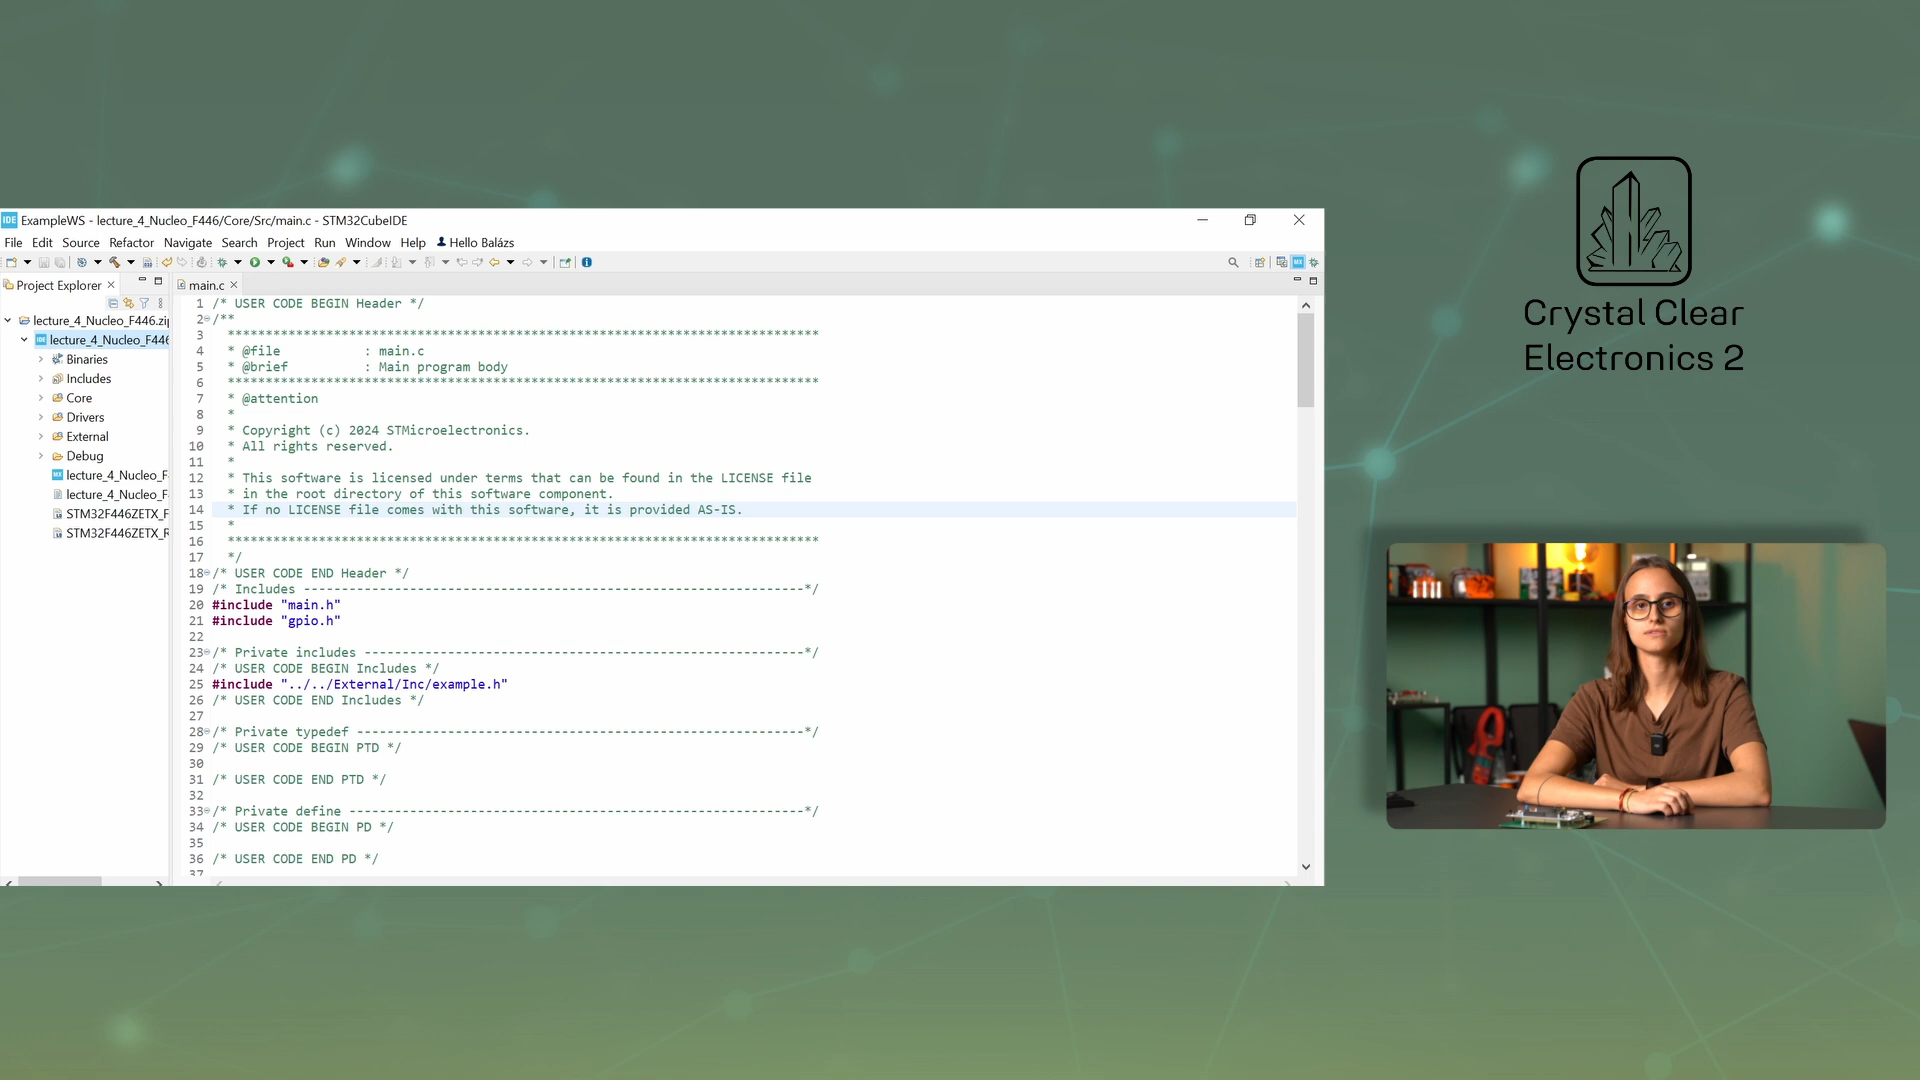 IDE ExampleWS - lecture_4_Nucleo_F446/Core/Src/main.c - STM32CubeIDE
File Edit Source Refactor Navigate Search Project Run Window Help Hello Balázs
Project Explorer
main.c
lecture_4_Nucleo_F446.zi
IDE lecture_4_Nucleo_F446
Binaries
Includes
Core
Drivers
External
Debug
MX lecture_4_Nucleo_F
lecture_4_Nucleo_F
STM32F446ZETX_F
STM32F446ZETX_R
1 /* USER CODE BEGIN Header */
2 /**
3 ******************************************************************************
4 * @file : main.c
5 * @brief : Main program body
6 ******************************************************************************
7 * @attention
8 *
9 * Copyright (c) 2024 STMicroelectronics.
10 * All rights reserved.
11 *
12 * This software is licensed under terms that can be found in the LICENSE file
13 * in the root directory of this software component.
14 * If no LICENSE file comes with this software, it is provided AS-IS.
15 *
16 ******************************************************************************
17 */
18 /* USER CODE END Header */
19 /* Includes ------------------------------------------------------------------*/
20 #include "main.h"
21 #include "gpio.h"
22
23 /* Private includes ----------------------------------------------------------*/
24 /* USER CODE BEGIN Includes */
25 #include "../../External/Inc/example.h"
26 /* USER CODE END Includes */
27
28 /* Private typedef -----------------------------------------------------------*/
29 /* USER CODE BEGIN PTD */
30
31 /* USER CODE END PTD */
32
33 /* Private define ------------------------------------------------------------*/
34 /* USER CODE BEGIN PD */
35
36 /* USER CODE END PD */
37
Crystal Clear
Electronics 2